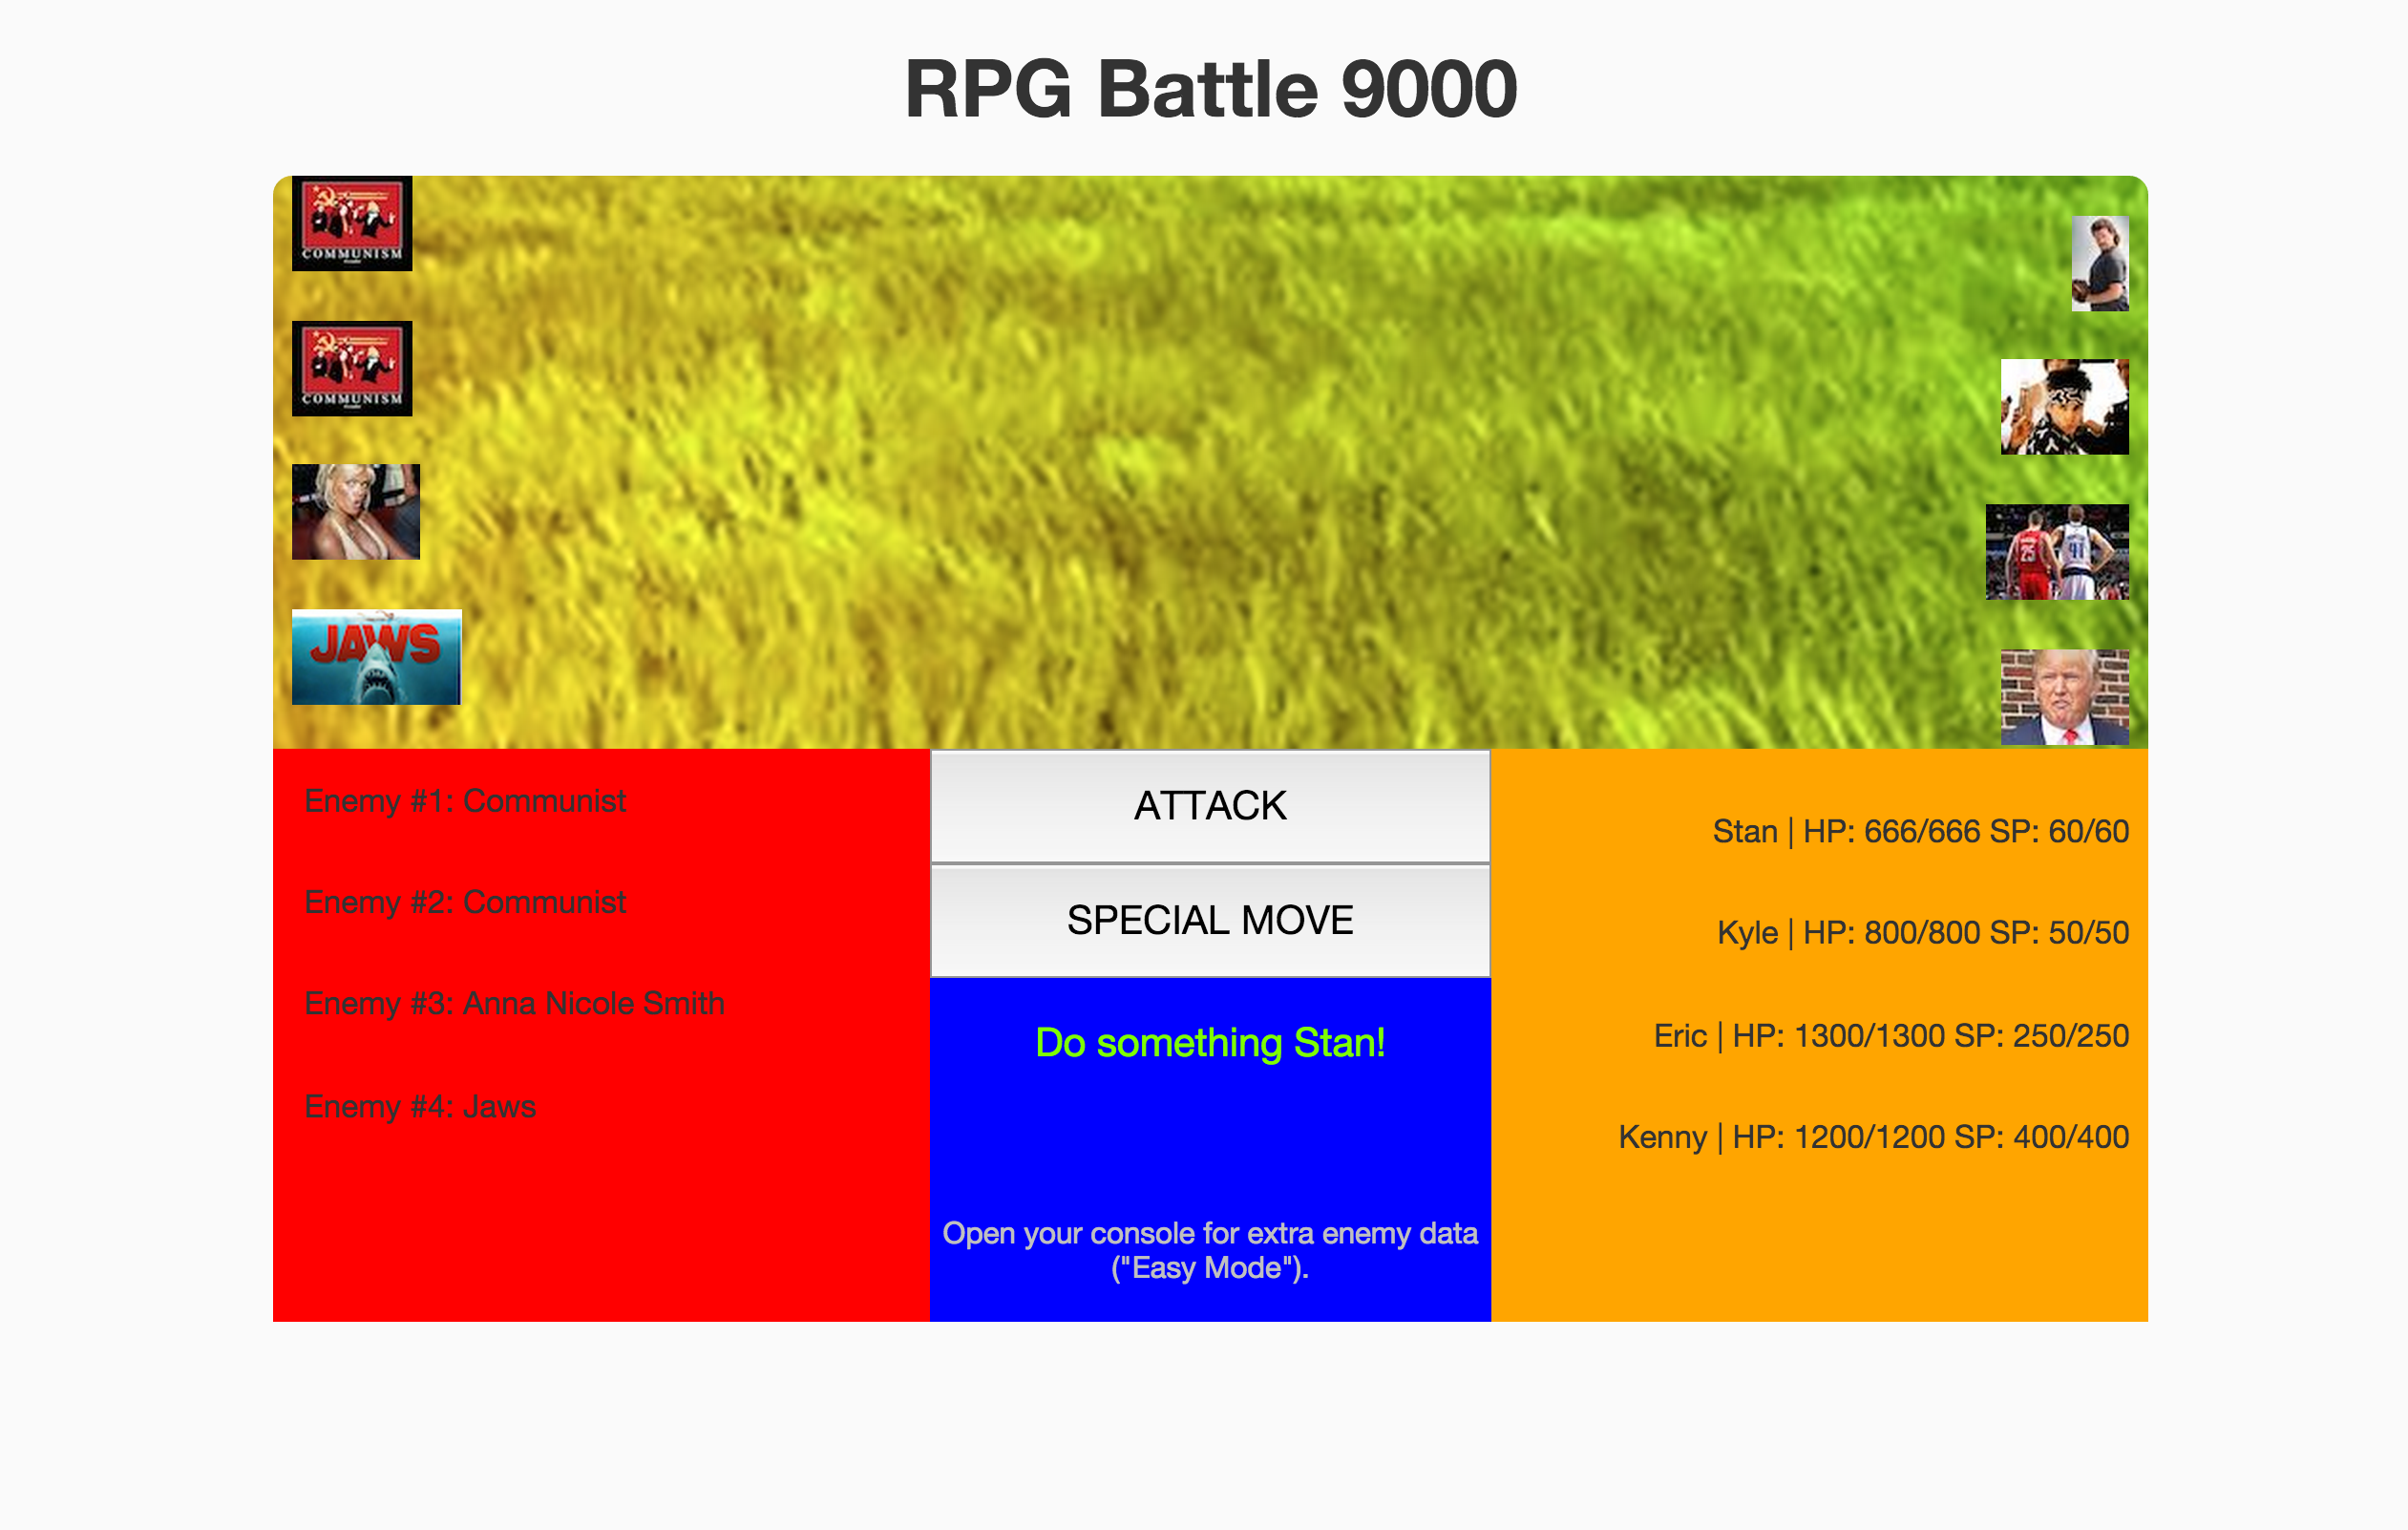 RPG Battle 9000
COMMUNISM
COMMUNISM
JAWS
25
41
Enemy #1: Communist
Enemy #2: Communist
Enemy #3: Anna Nicole Smith
Enemy #4: Jaws
ATTACK
SPECIAL MOVE
Do something Stan!
Open your console for extra enemy data
("Easy Mode").
Stan | HP: 666/666 SP: 60/60
Kyle | HP: 800/800 SP: 50/50
Eric | HP: 1300/1300 SP: 250/250
Kenny | HP: 1200/1200 SP: 400/400